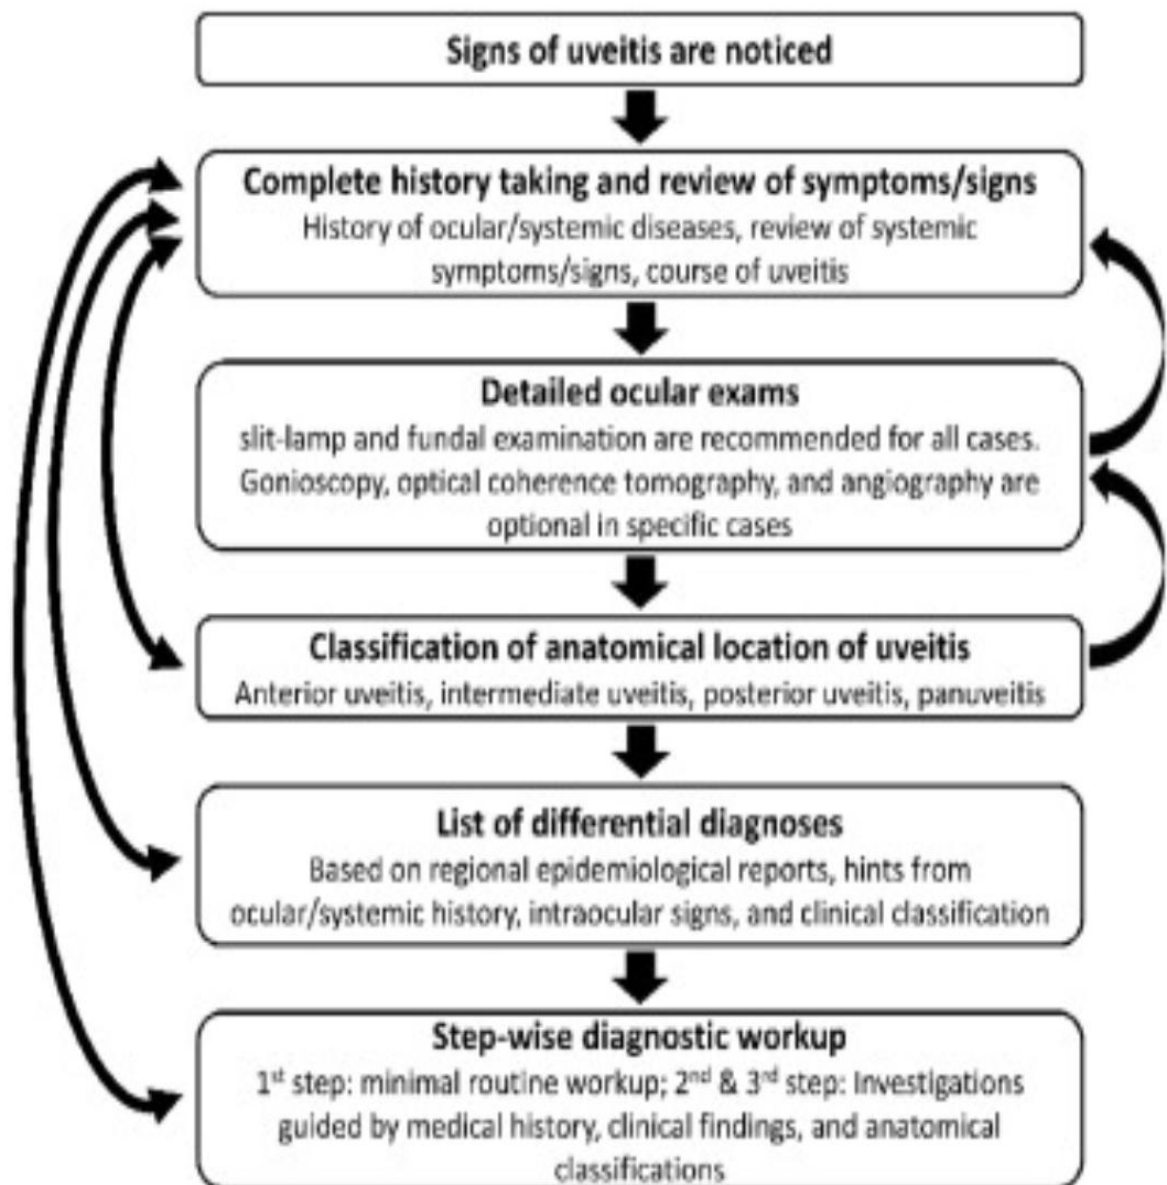 Signs of uveitis are noticed
Complete history taking and review of symptoms/signs
History of ocular/systemic diseases, review of systemic
symptoms/signs, course of uveitis
Detailed ocular exams
slit-lamp and fundal examination are recommended for all cases.
Gonioscopy, optical coherence tomography, and angiography are
optional in specific cases
Classification of anatomical location of uveitis
Anterior uveitis, intermediate uveitis, posterior uveitis, panuveitis
List of differential diagnoses
Based on regional epidemiological reports, hints from
ocular/systemic history, intraocular signs, and clinical classification
Step-wise diagnostic workup
1st step: minimal routine workup; 2nd & 3rd step: Investigations
guided by medical history, clinical findings, and anatomical
classifications